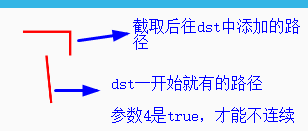 截取后往dst中添加的路
径
dst一开始就有的路径
参数4是true，才能不连续